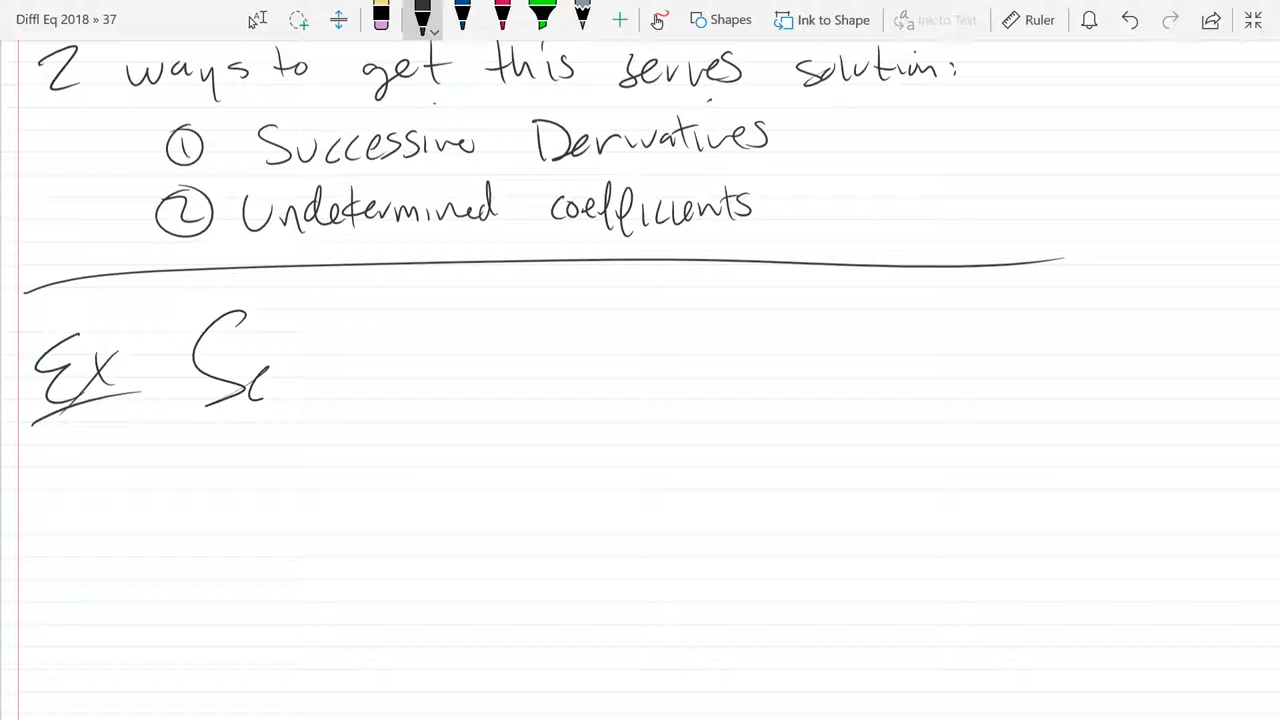 Diffl Eq 2018 » 37
Shapes
Ink to Shape
Ink to Text
Ruler
2 ways to get this series solution:
① Successive Derivatives
② Undetermined coefficients
Ex So